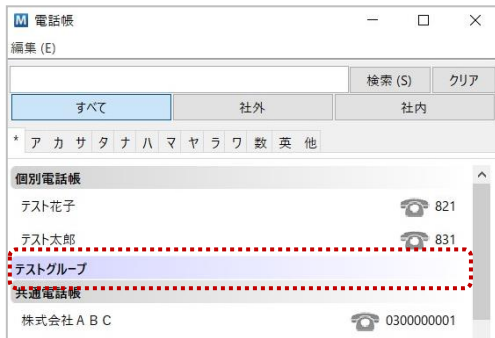 M 電話帳
編集 (E)
検索 (S) クリア
すべて 社外 社内
* ア カ サ タ ナ ハ マ ヤ ラ ワ 数 英 他
個別電話帳
テスト花子 821
テスト太郎 831
テストグループ
共通電話帳
株式会社ＡＢＣ 0300000001